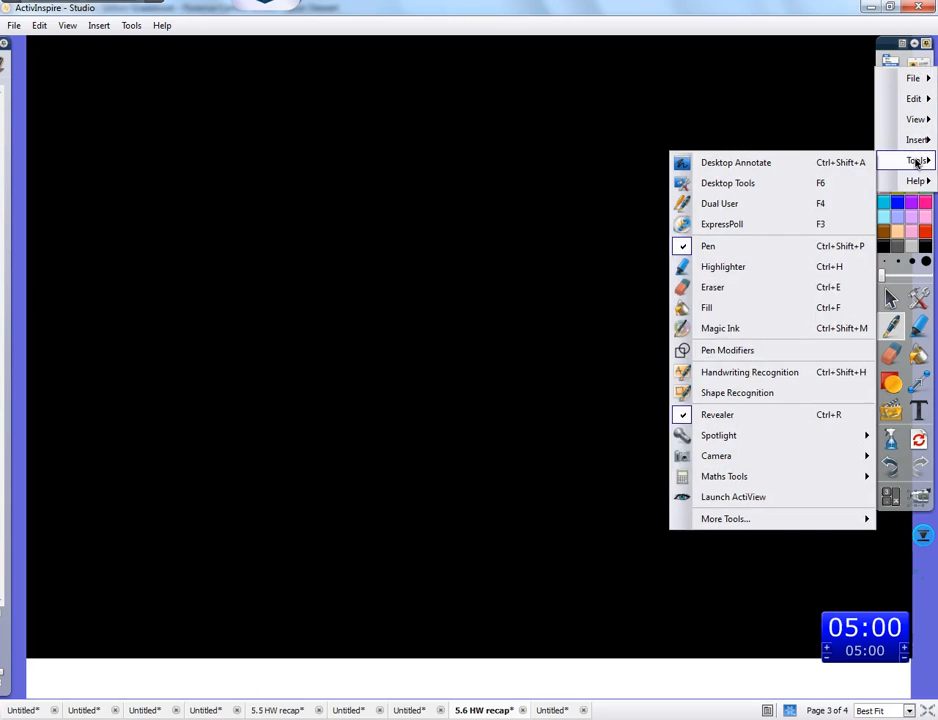 ActivInspire - Studio
File Edit View Insert Tools Help
File
Edit
View
Insert
Tools
Help
Desktop Annotate Ctrl+Shift+A
Desktop Tools F6
Dual User F4
ExpressPoll F3
Pen Ctrl+Shift+P
Highlighter Ctrl+H
Eraser Ctrl+E
Fill Ctrl+F
Magic Ink Ctrl+Shift+M
Pen Modifiers
Handwriting Recognition Ctrl+Shift+H
Shape Recognition
Revealer Ctrl+R
Spotlight
Camera
Maths Tools
Launch ActiView
More Tools...
05:00
05:00
Untitled* Untitled* Untitled* Untitled* 5.5 HW recap* Untitled* Untitled* 5.6 HW recap* Untitled* Page 3 of 4 Best Fit